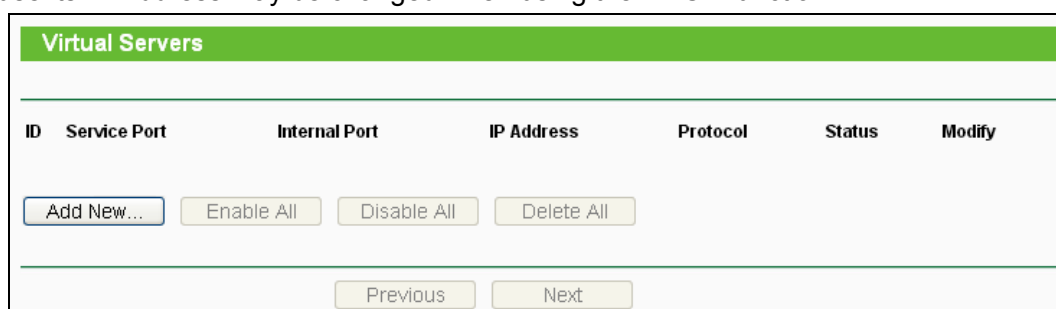 Virtual Servers
ID Service Port Internal Port IP Address Protocol Status Modify
Add New... Enable All Disable All Delete All
Previous Next